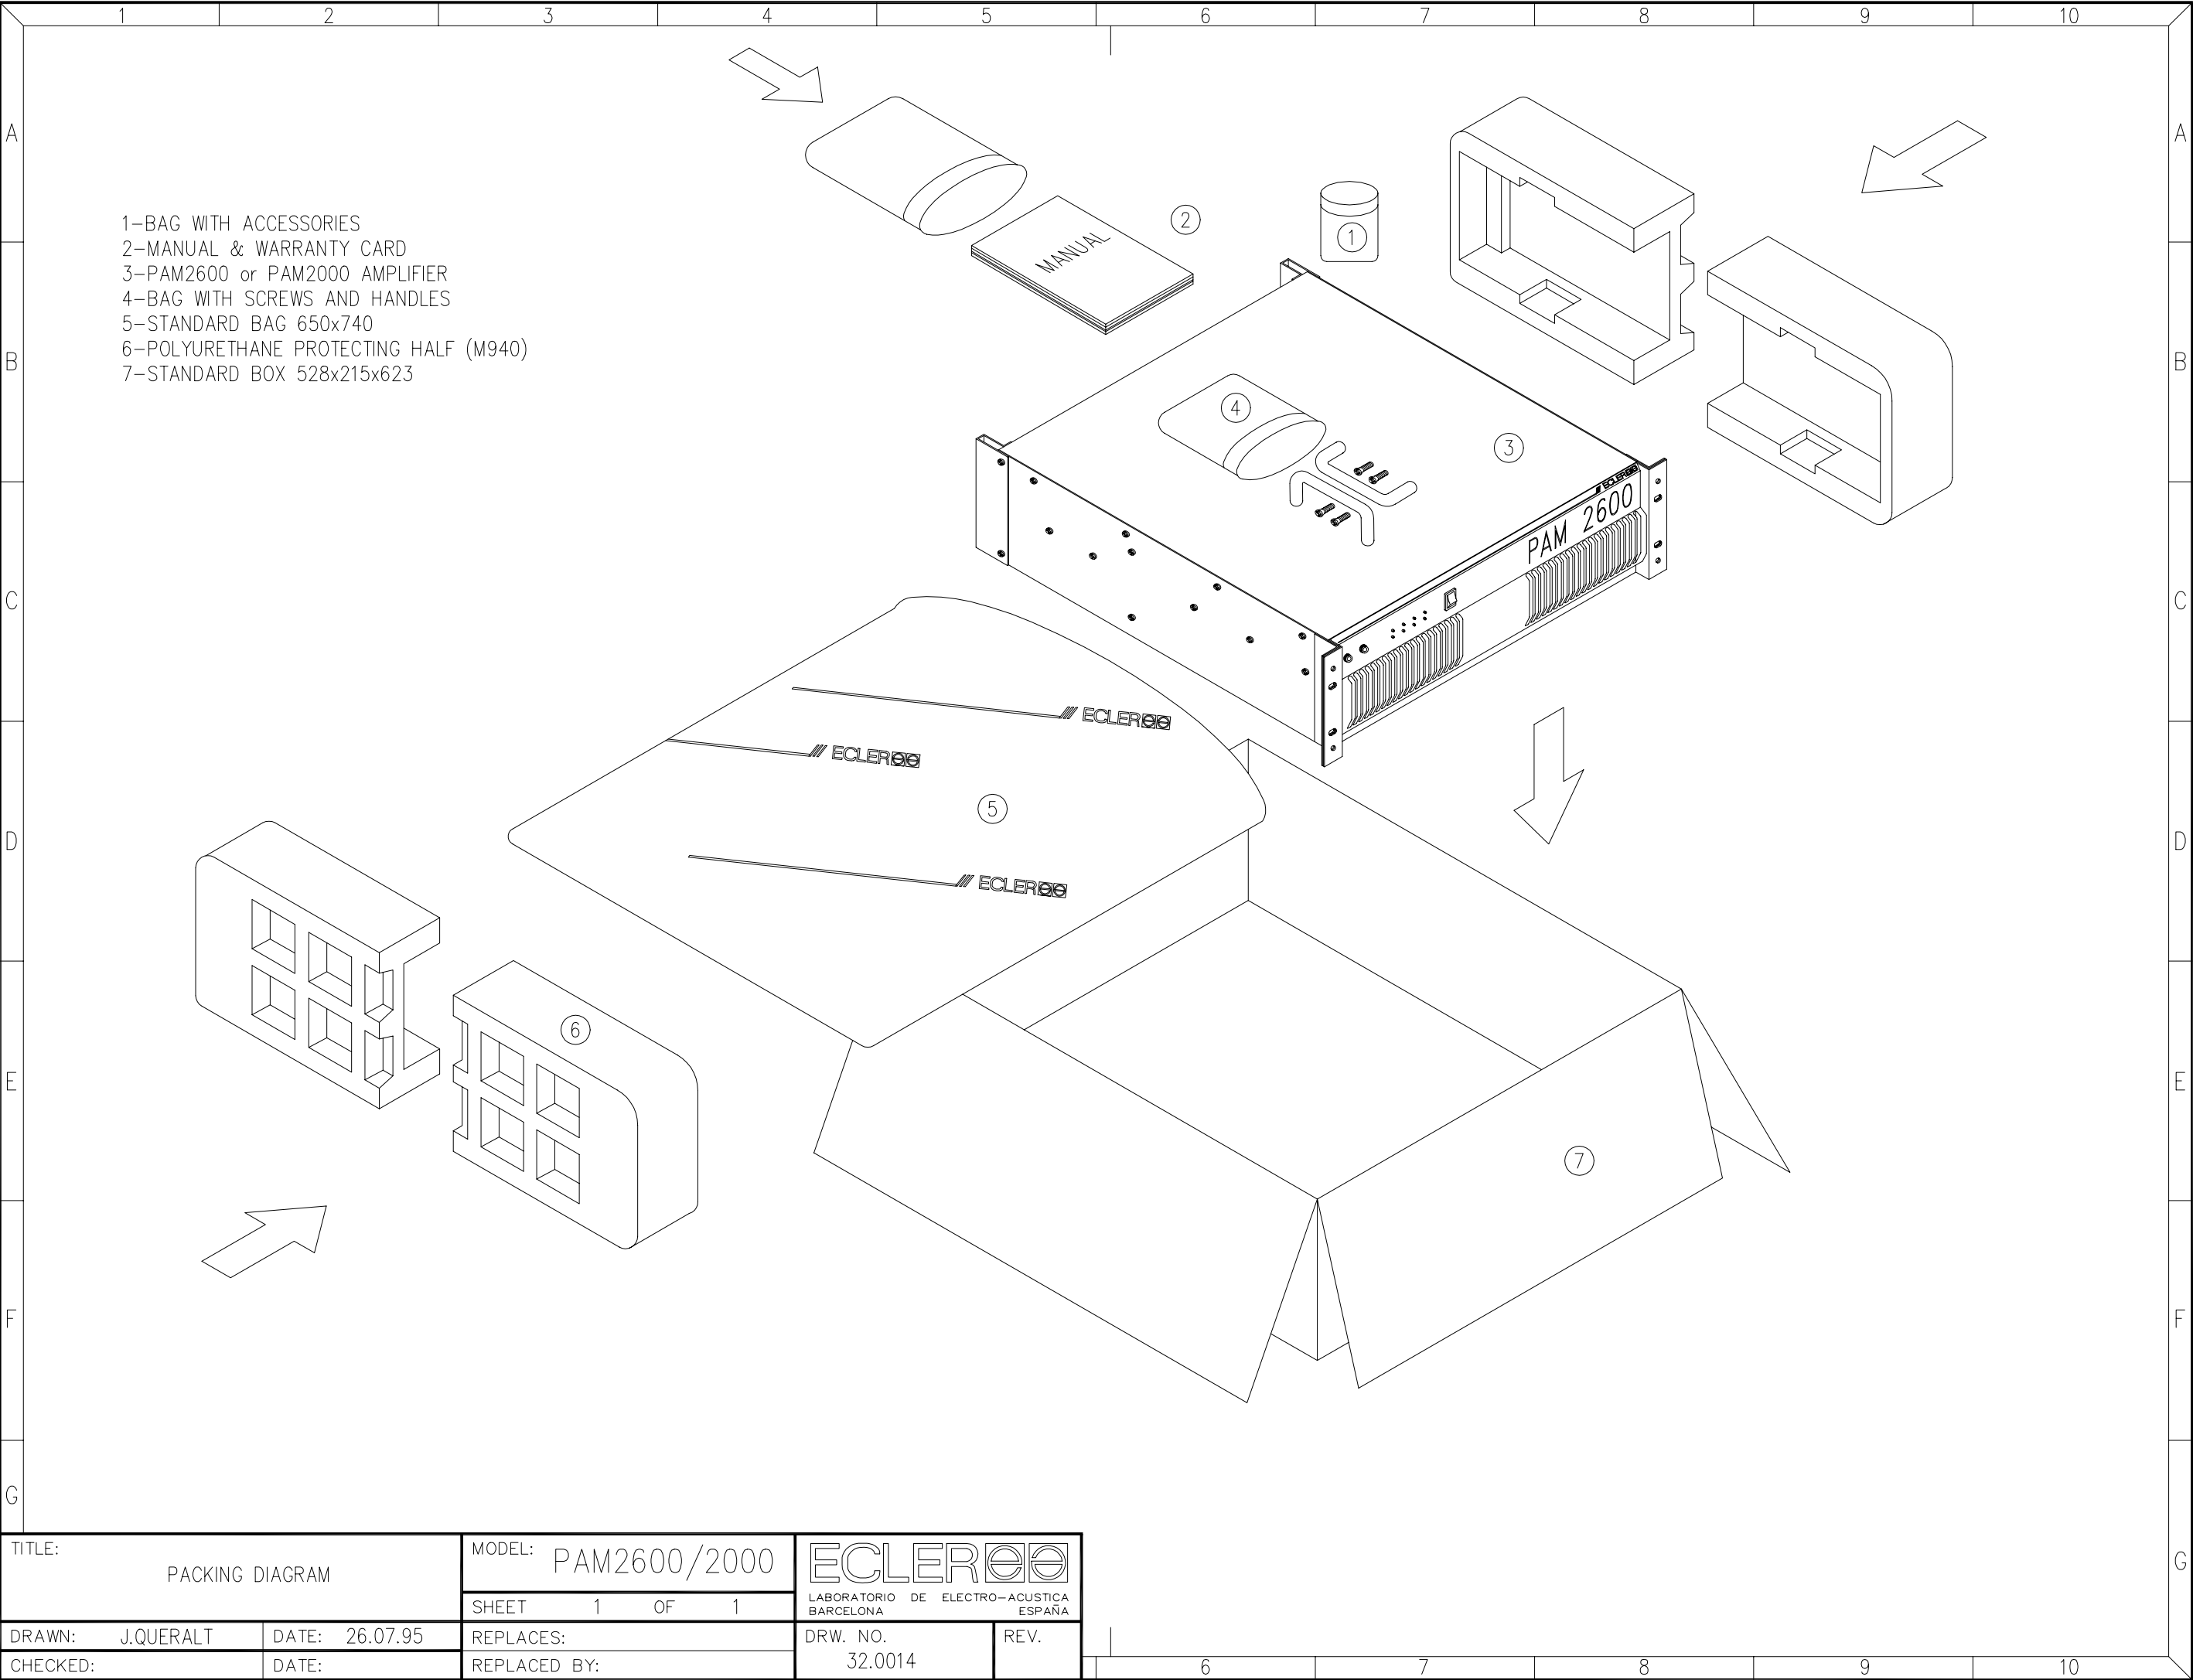 1 2 3 4 5 6 7 8 9 10
A A
1-BAG WITH ACCESSORIES
2-MANUAL & WARRANTY CARD
3-PAM2600 or PAM2000 AMPLIFIER
4-BAG WITH SCREWS AND HANDLES
5-STANDARD BAG 650x740
6-POLYURETHANE PROTECTING HALF (M940)
7-STANDARD BOX 528x215x623
MANUAL
2
1
B B
4
3
ECLER
PAM 2600
C C
ECLER
ECLER
5
ECLER
D D
6
E E
7
F F
G G
TITLE:
PACKING DIAGRAM
MODEL: PAM2600/2000
SHEET 1 OF 1
ECLER
LABORATORIO DE ELECTRO-ACUSTICA
BARCELONA ESPAÑA
DRAWN: J.QUERALT DATE: 26.07.95
REPLACES:
DRW. NO.
32.0014
REV.
CHECKED: DATE:
REPLACED BY:
6 7 8 9 10